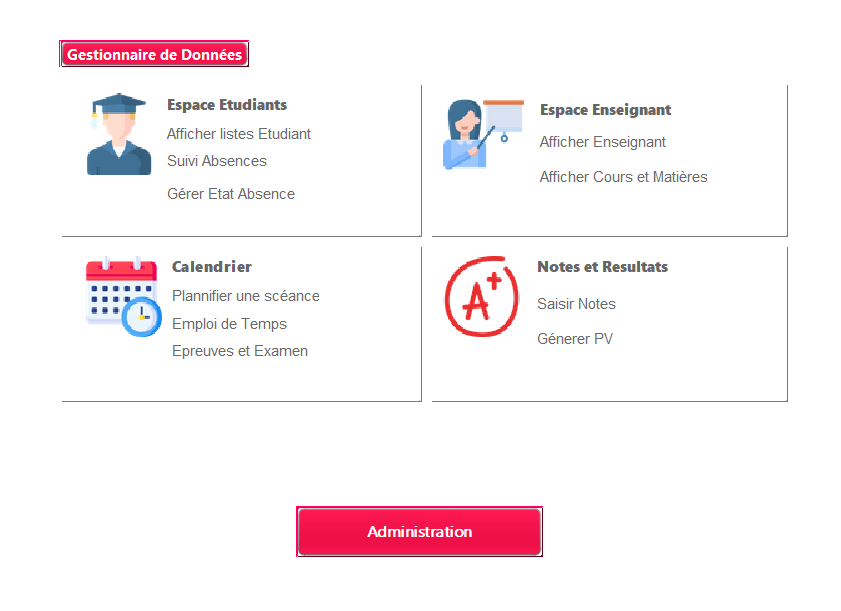 Gestionnaire de Données
Espace Etudiants
Afficher listes Etudiant
Suivi Absences
Gérer Etat Absence
Espace Enseignant
Afficher Enseignant
Afficher Cours et Matières
Calendrier
Plannifier une scéance
Emploi de Temps
Epreuves et Examen
A+
Notes et Resultats
Saisir Notes
Génerer PV
Administration